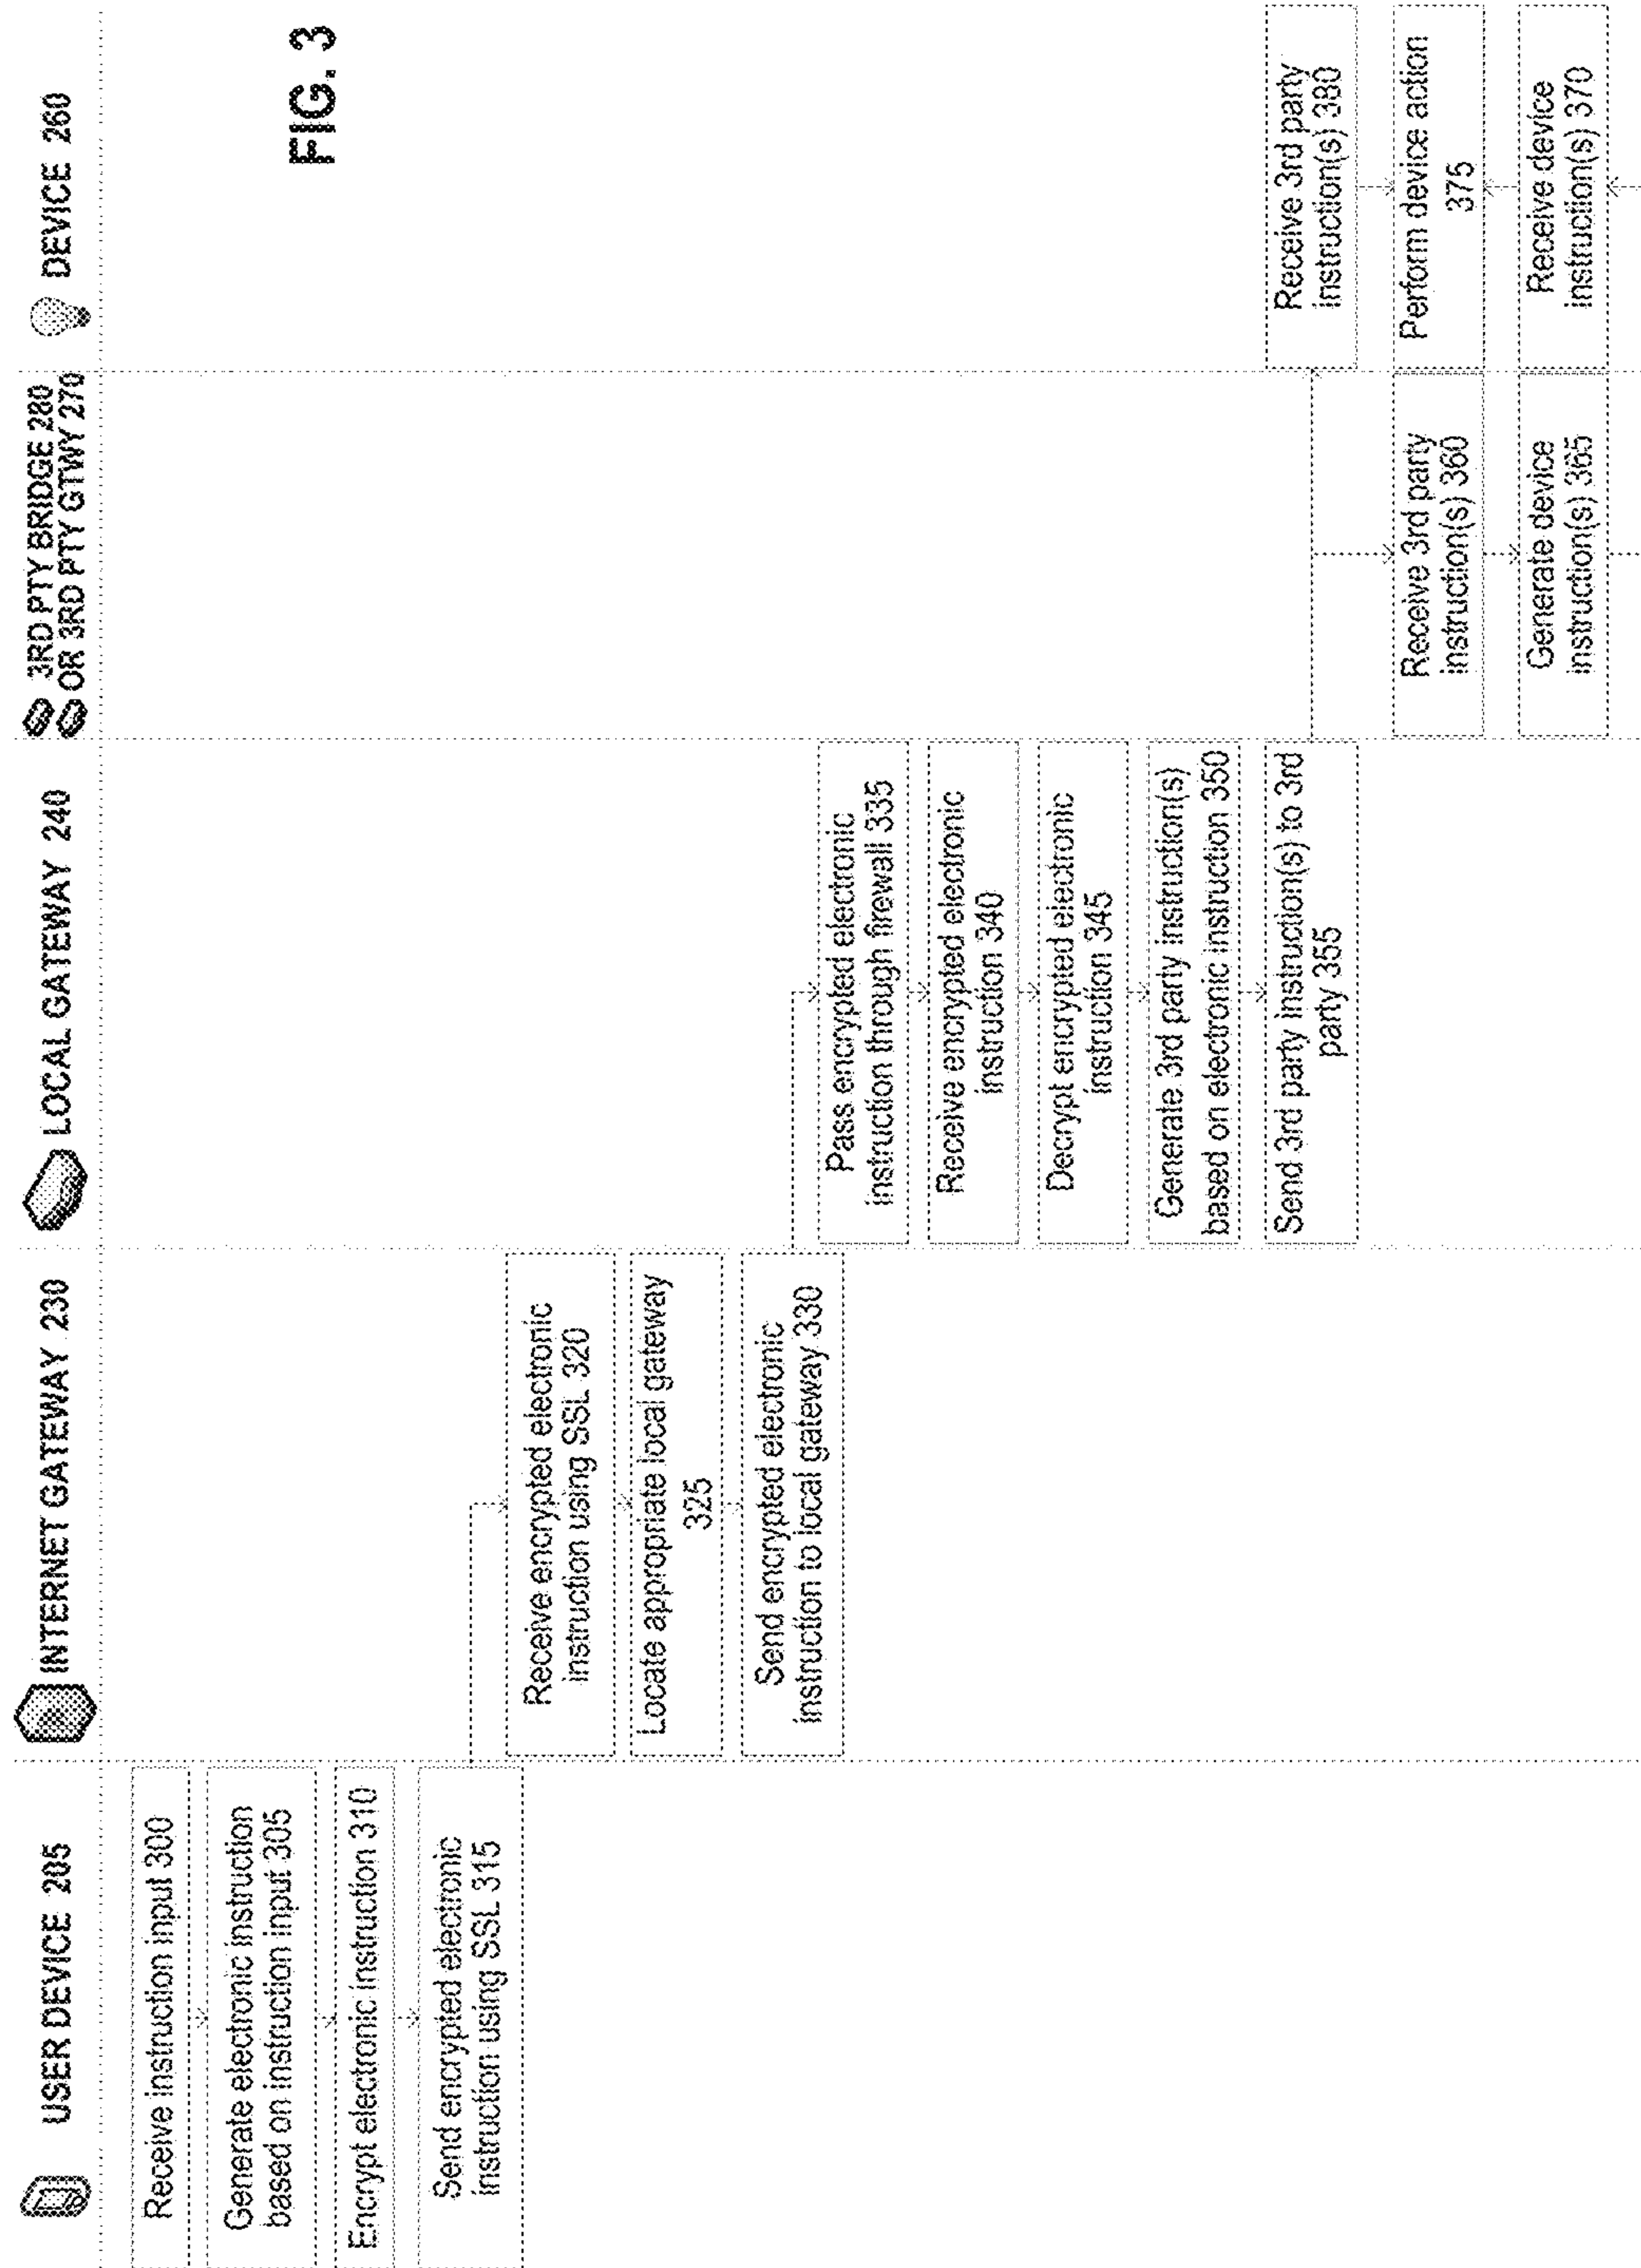 USER DEVICE 205
INTERNET GATEWAY 230
LOCAL GATEWAY 240
3RD PTY BRIDGE 280
OR 3RD PTY GTWY 270
DEVICE 260
FIG. 3
Receive instruction input 300
Generate electronic instruction
based on instruction input 305
Encrypt electronic instruction 310
Send encrypted electronic
instruction using SSL 315
Receive encrypted electronic
instruction using SSL 320
Locate appropriate local gateway
325
Send encrypted electronic
instruction to local gateway 330
Pass encrypted electronic
instruction through firewall 335
Receive encrypted electronic
instruction 340
Decrypt encrypted electronic
instruction 345
Generate 3rd party instruction(s)
based on electronic instruction 350
Send 3rd party instruction(s) to 3rd
party 355
Receive 3rd party
instruction(s) 360
Generate device
instruction(s) 365
Receive 3rd party
instruction(s) 380
Perform device action
375
Receive device
instruction(s) 370